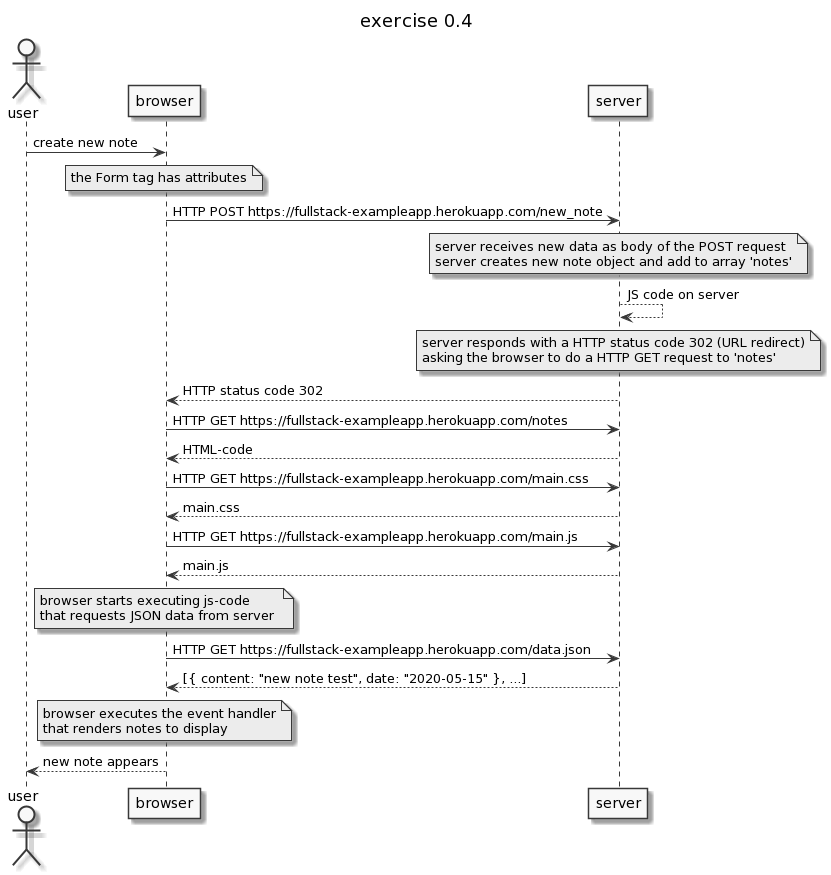 exercise 0.4
user
browser
server
create new note
the Form tag has attributes
HTTP POST https://fullstack-exampleapp.herokuapp.com/new_note
server receives new data as body of the POST request
server creates new note object and add to array 'notes'
JS code on server
server responds with a HTTP status code 302 (URL redirect)
asking the browser to do a HTTP GET request to 'notes'
HTTP status code 302
HTTP GET https://fullstack-exampleapp.herokuapp.com/notes
HTML-code
HTTP GET https://fullstack-exampleapp.herokuapp.com/main.css
main.css
HTTP GET https://fullstack-exampleapp.herokuapp.com/main.js
main.js
browser starts executing js-code
that requests JSON data from server
HTTP GET https://fullstack-exampleapp.herokuapp.com/data.json
[{ content: "new note test", date: "2020-05-15" }, ...]
browser executes the event handler
that renders notes to display
new note appears
user
browser
server